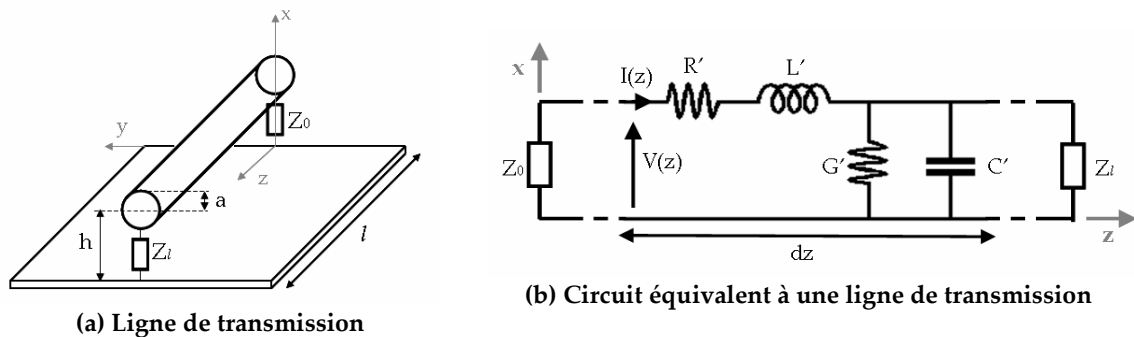 x
Z0
y
z
a
h
Zl
l
(a) Ligne de transmission
x
I(z)
R′
L′
Z0
V(z)
G′
C′
Zl
z
dz
(b) Circuit équivalent à une ligne de transmission